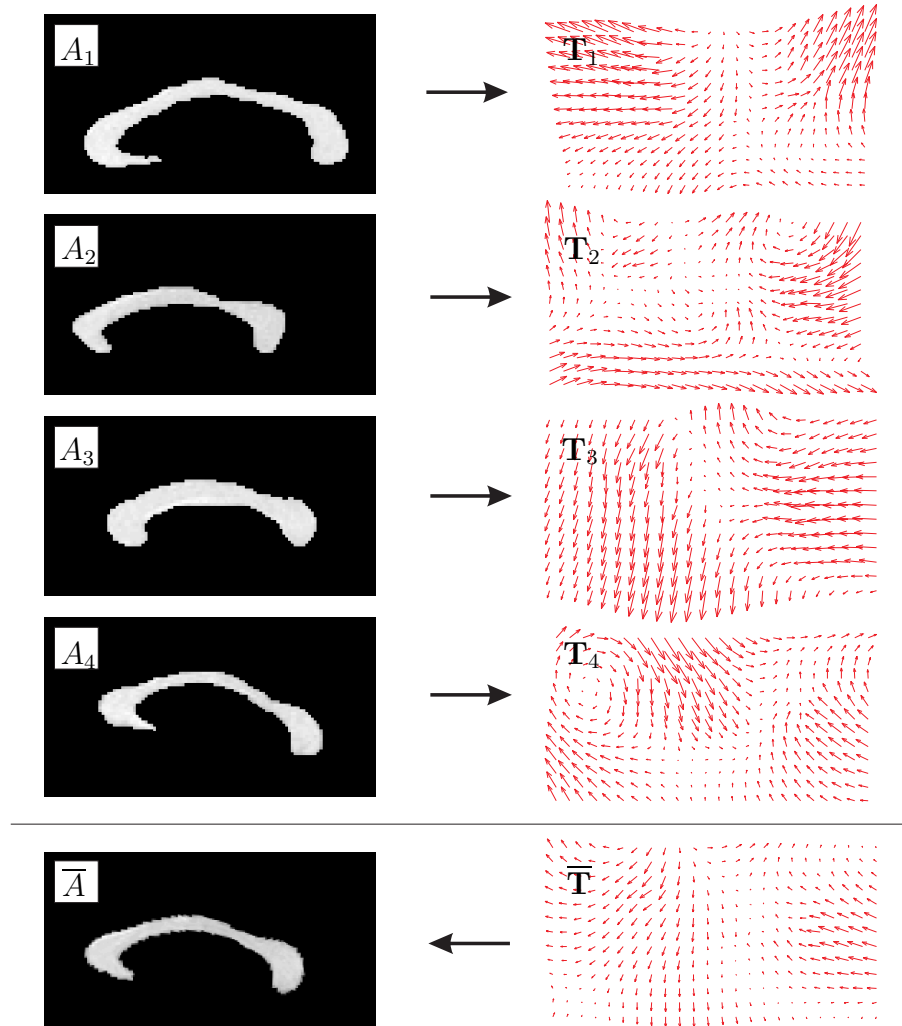 A₁ T₁
A₂ T₂
A₃ T₃
A₄ T₄
A̅ T̅